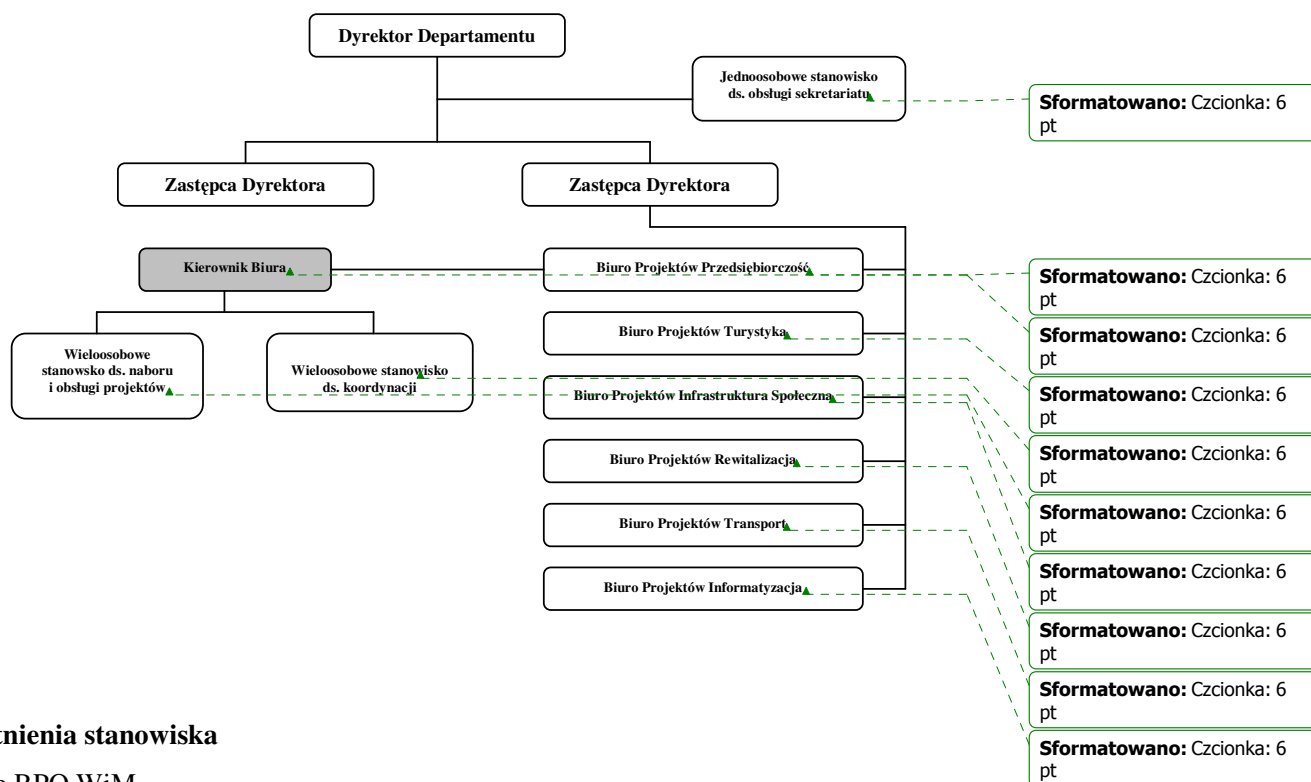 Dyrektor Departamentu
Jednoosobowe stanowisko
ds. obsługi sekretariatu
Sformatowano: Czcionka: 6
pt
Zastępca Dyrektora
Zastępca Dyrektora
Kierownik Biura
Biuro Projektów Przedsiębiorczość
Sformatowano: Czcionka: 6
pt
Biuro Projektów Turystyka
Sformatowano: Czcionka: 6
pt
Wieloosobowe
stanowsko ds. naboru
i obsługi projektów
Wieloosobowe stanowisko
ds. koordynacji
Biuro Projektów Infrastruktura Społeczna
Sformatowano: Czcionka: 6
pt
Biuro Projektów Rewitalizacja
Sformatowano: Czcionka: 6
pt
Biuro Projektów Transport
Sformatowano: Czcionka: 6
pt
Biuro Projektów Informatyzacja
Sformatowano: Czcionka: 6
pt
Sformatowano: Czcionka: 6
pt
Sformatowano: Czcionka: 6
pt
Sformatowano: Czcionka: 6
pt
tnienia stanowiska
RPO WiM